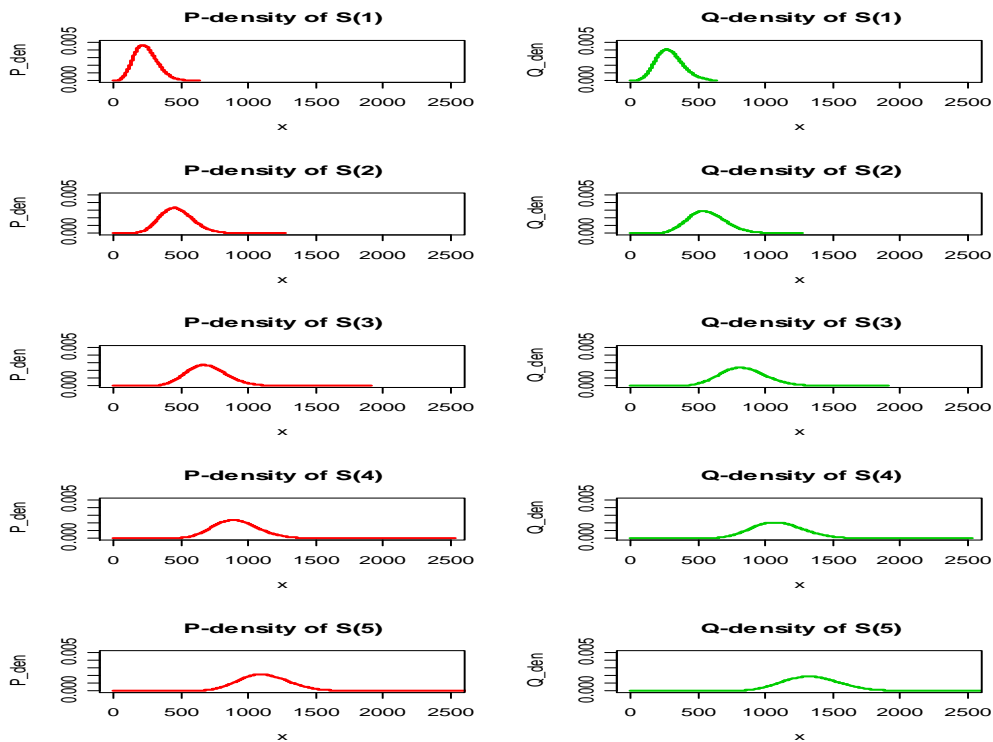 P-density of S(1)
P_den
0.000 0.005
0 500 1000 1500 2000 2500
x
Q-density of S(1)
Q_den
0.000 0.005
0 500 1000 1500 2000 2500
x
P-density of S(2)
P_den
0.000 0.005
0 500 1000 1500 2000 2500
x
Q-density of S(2)
Q_den
0.000 0.005
0 500 1000 1500 2000 2500
x
P-density of S(3)
P_den
0.000 0.005
0 500 1000 1500 2000 2500
x
Q-density of S(3)
Q_den
0.000 0.005
0 500 1000 1500 2000 2500
x
P-density of S(4)
P_den
0.000 0.005
0 500 1000 1500 2000 2500
x
Q-density of S(4)
Q_den
0.000 0.005
0 500 1000 1500 2000 2500
x
P-density of S(5)
P_den
0.000 0.005
0 500 1000 1500 2000 2500
x
Q-density of S(5)
Q_den
0.000 0.005
0 500 1000 1500 2000 2500
x